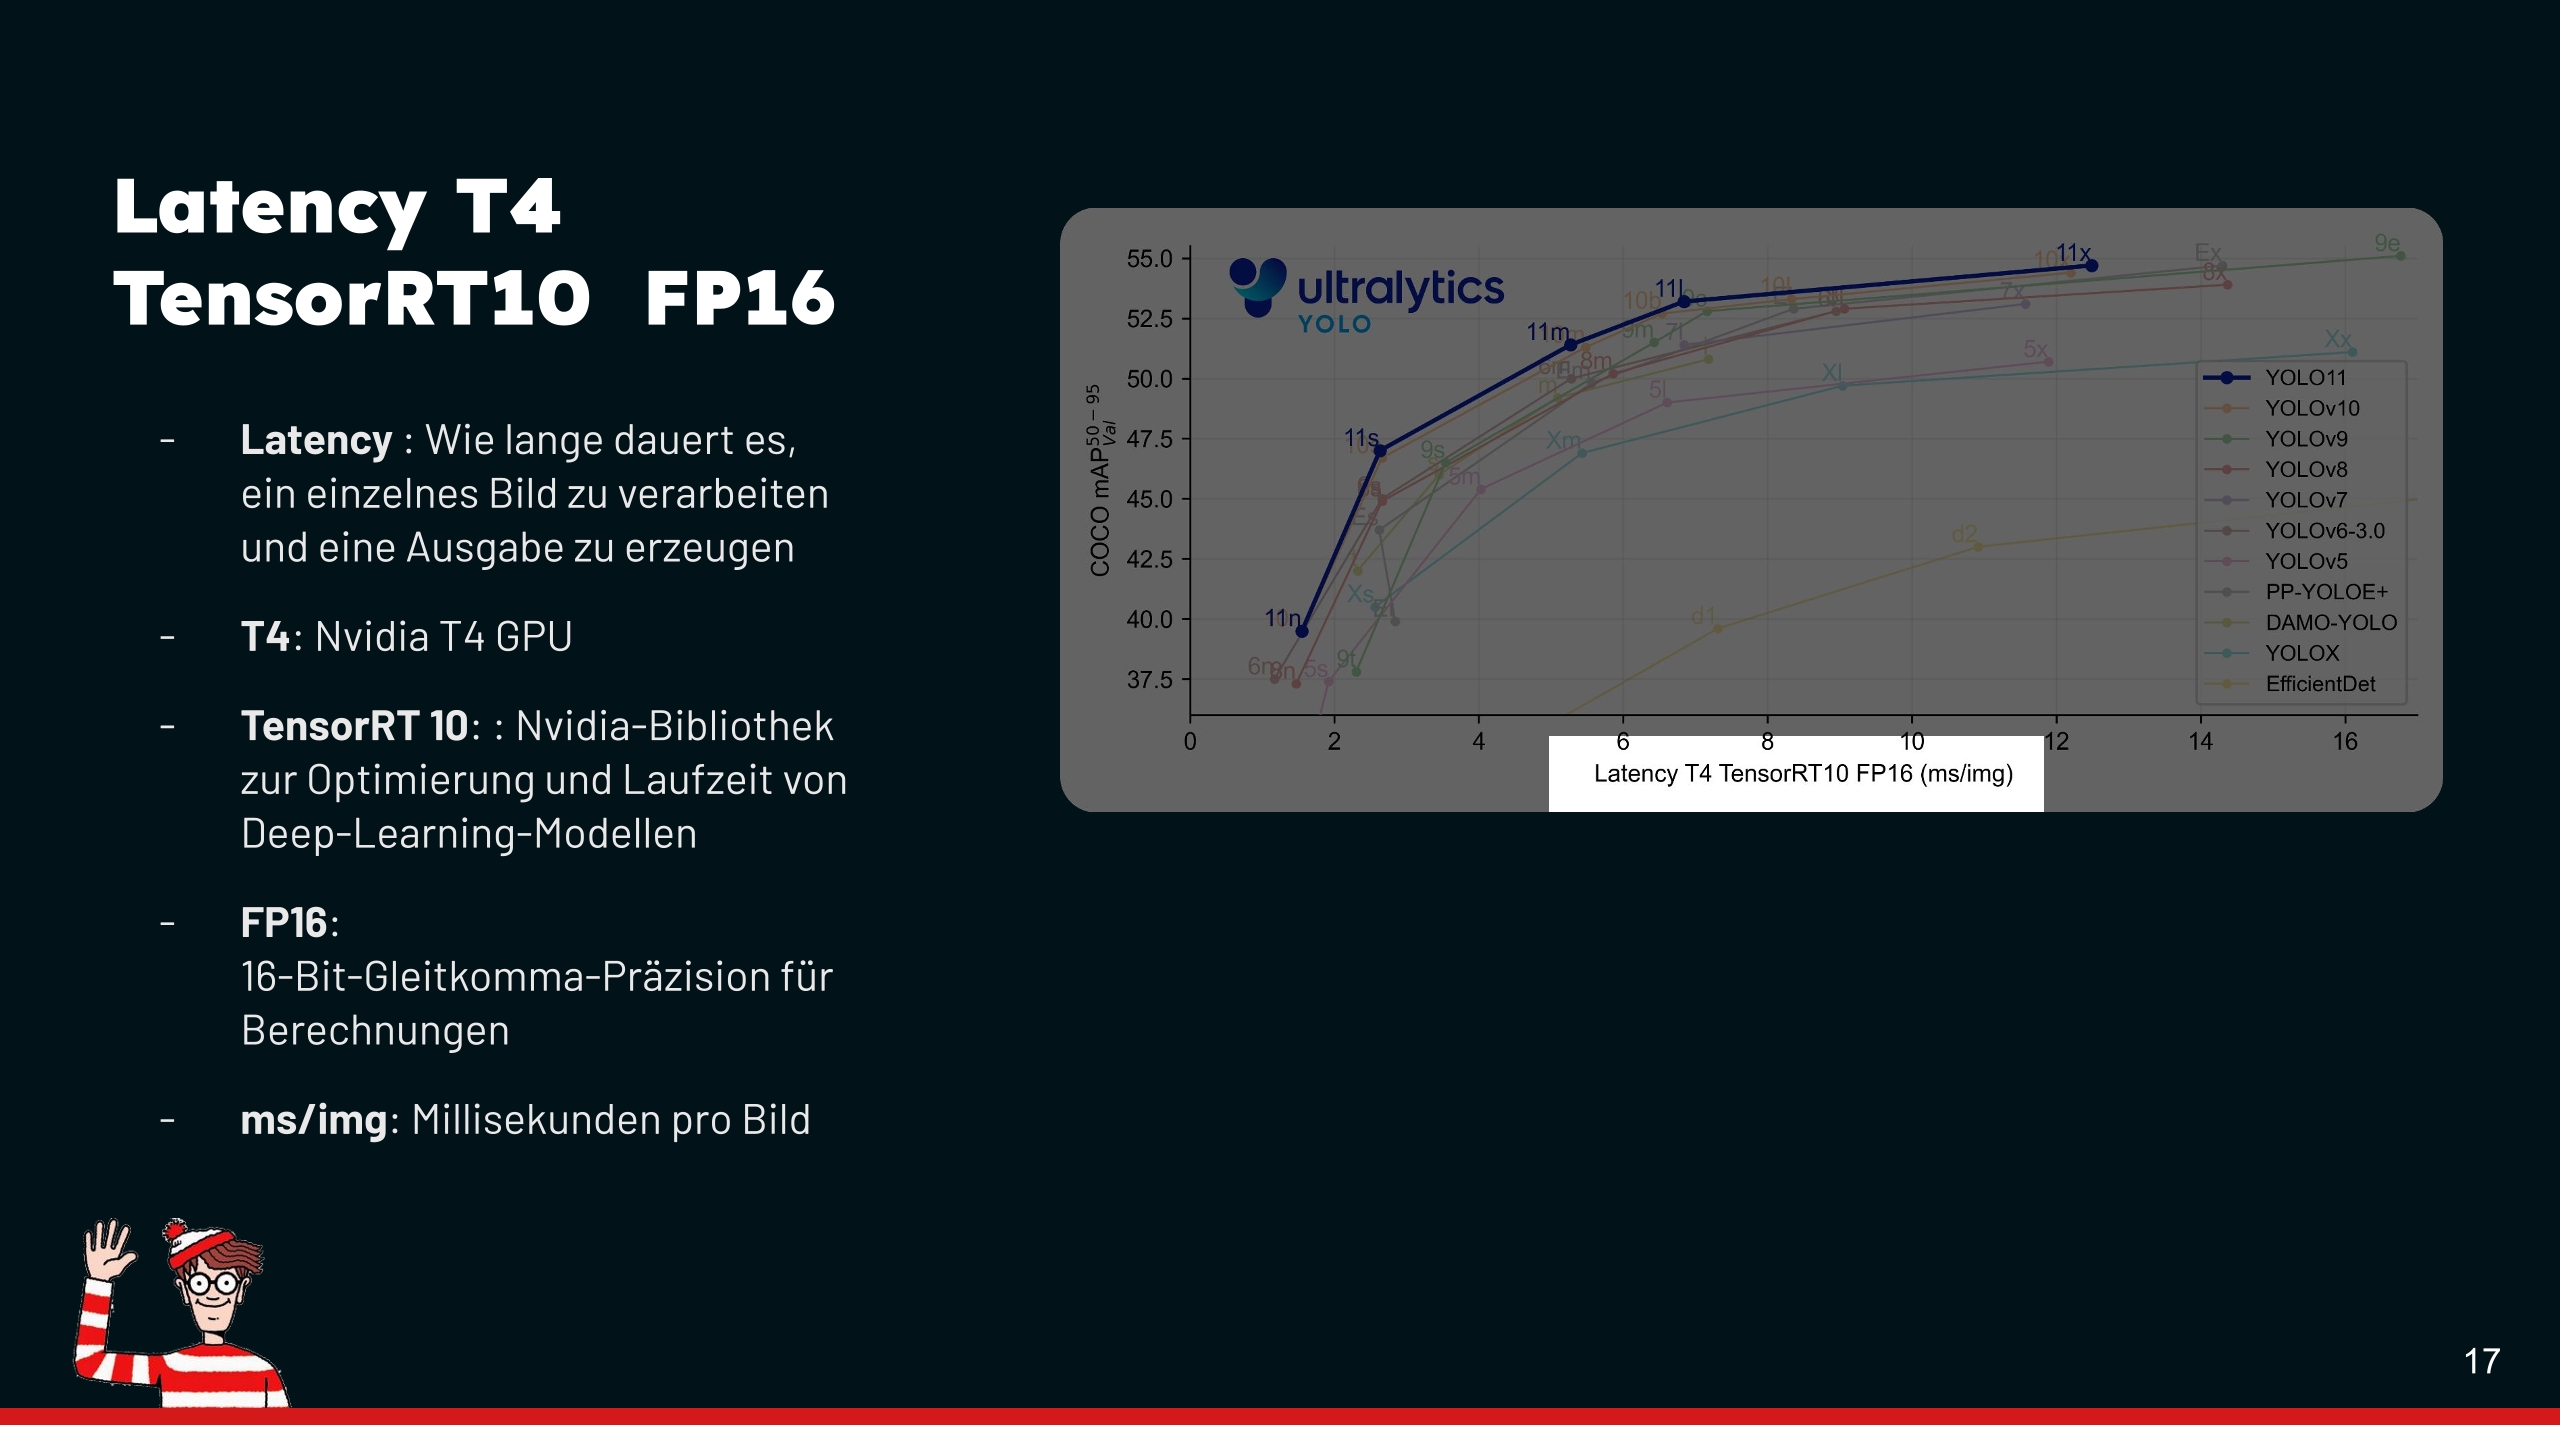 Latency T4
TensorRT10 FP16
- Latency : Wie lange dauert es,
ein einzelnes Bild zu verarbeiten
und eine Ausgabe zu erzeugen
- T4: Nvidia T4 GPU
- TensorRT 10: : Nvidia-Bibliothek
zur Optimierung und Laufzeit von
Deep-Learning-Modellen
- FP16:
16-Bit-Gleitkomma-Präzision für
Berechnungen
- ms/img: Millisekunden pro Bild
ultralytics
YOLO
COCO mAP 50-95 Val
55.0
52.5
50.0
47.5
45.0
42.5
40.0
37.5
0 2 4 6 8 10 12 14 16
Latency T4 TensorRT10 FP16 (ms/img)
11n
11s
11m
11l
11x
10l
Ex
9e
8x
7x
9m
7l
8m
5x
Xx
5l
Xl
9s
Xm
5m
Es
Xs
d2
d1
5s
9t
YOLO11
YOLOv10
YOLOv9
YOLOv8
YOLOv7
YOLOv6-3.0
YOLOv5
PP-YOLOE+
DAMO-YOLO
YOLOX
EfficientDet
17